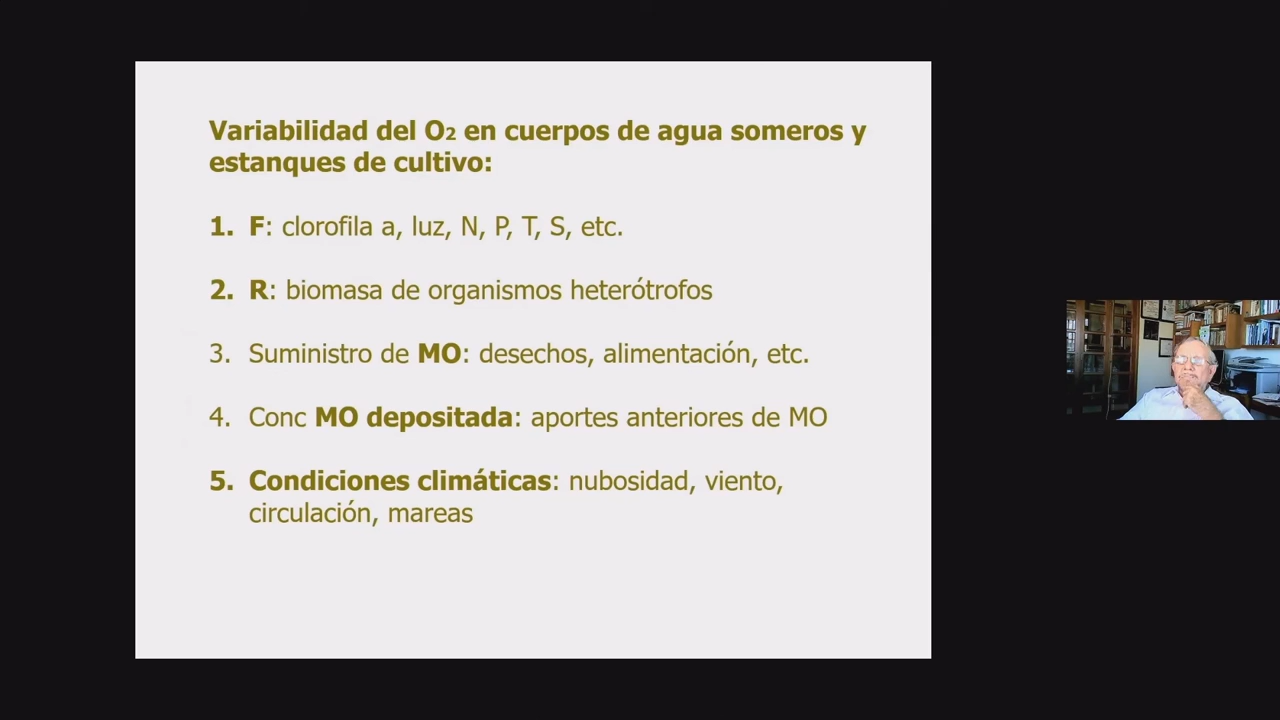 Variabilidad del O₂ en cuerpos de agua someros y
estanques de cultivo:
1. F: clorofila a, luz, N, P, T, S, etc.
2. R: biomasa de organismos heterótrofos
3. Suministro de MO: desechos, alimentación, etc.
4. Conc MO depositada: aportes anteriores de MO
5. Condiciones climáticas: nubosidad, viento,
circulación, mareas